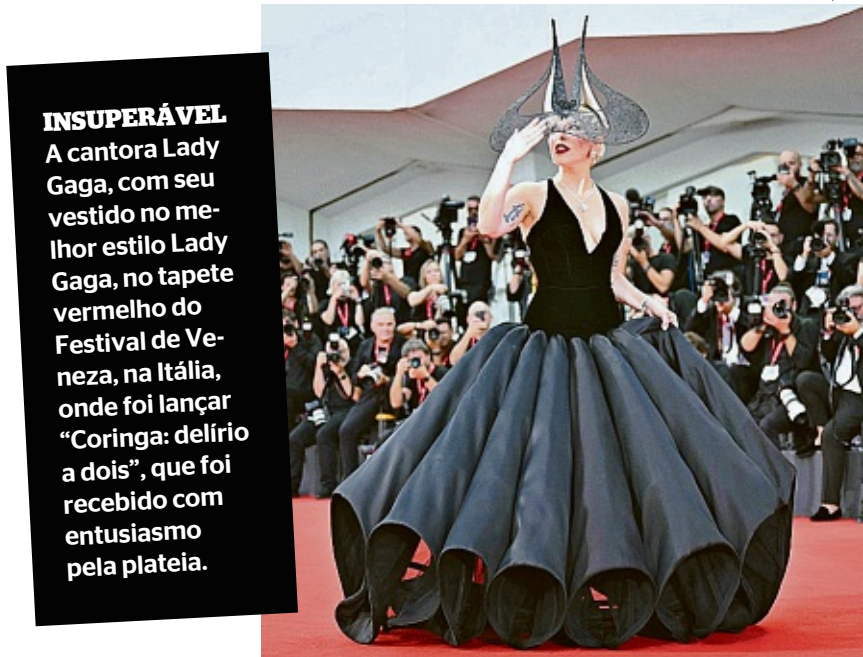 INSUPERÁVEL
A cantora Lady
Gaga, com seu
vestido no me-
lhor estilo Lady
Gaga, no tapete
vermelho do
Festival de Ve-
neza, na Itália,
onde foi lançar
“Coringa: delírio
a dois”, que foi
recebido com
entusiasmo
pela plateia.